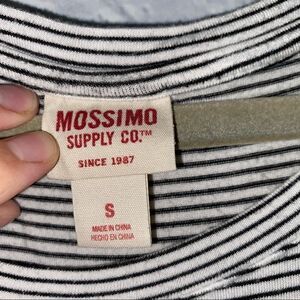 MOSSIMO
SUPPLY CO.™
SINCE 1987
S
MADE IN CHINA
HECHO EN CHINA